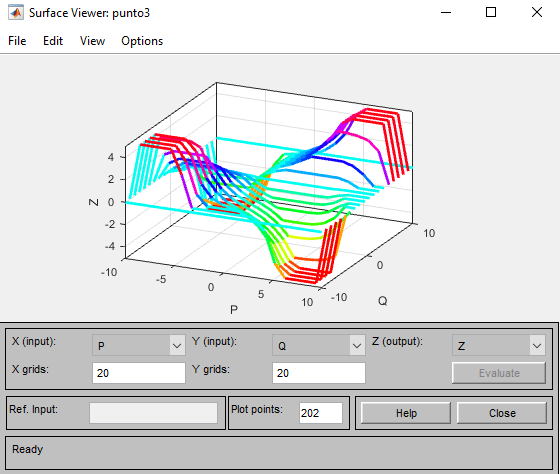 Surface Viewer: punto3
File Edit View Options
4
2
0
-2
-4
Z
-10
-5
0
5
10
P
-10
0
10
Q
X (input): P Y (input): Q Z (output): Z
X grids: 20 Y grids: 20 Evaluate
Ref. Input: Plot points: 202 Help Close
Ready